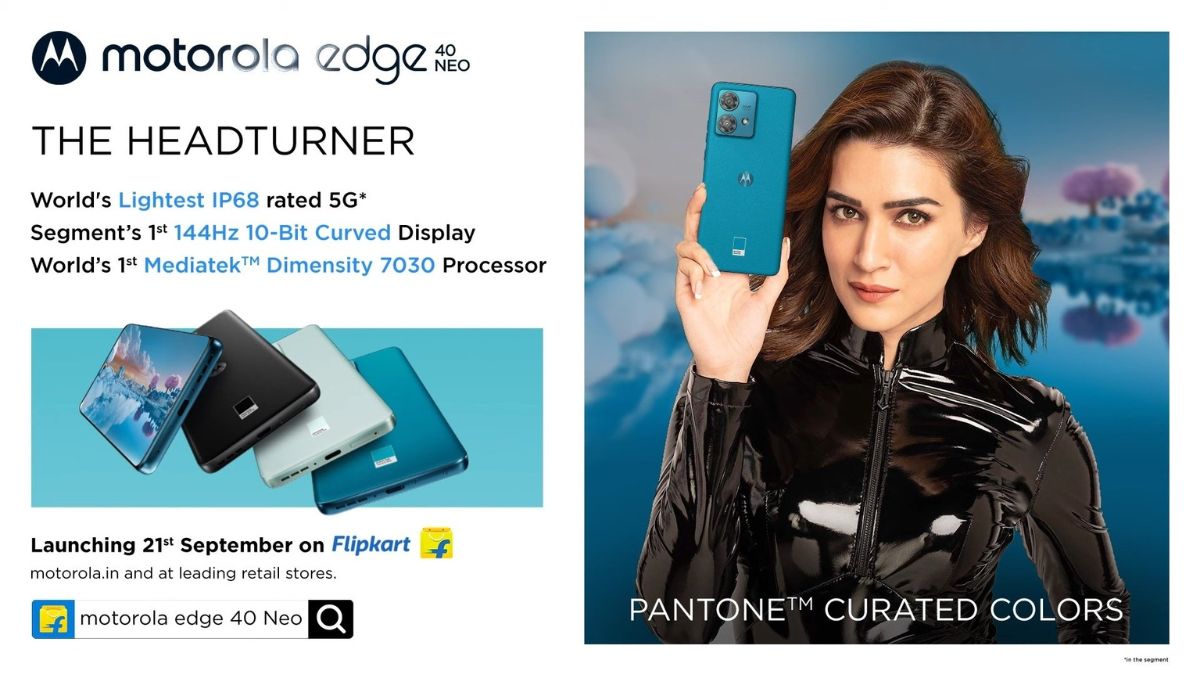 motorola edge 40 NEO
THE HEADTURNER
World's Lightest IP68 rated 5G*
Segment's 1st 144Hz 10-Bit Curved Display
World's 1st Mediatek™ Dimensity 7030 Processor
Launching 21st September on Flipkart
motorola.in and at leading retail stores.
motorola edge 40 Neo
PANTONE™ CURATED COLORS
*in the segment